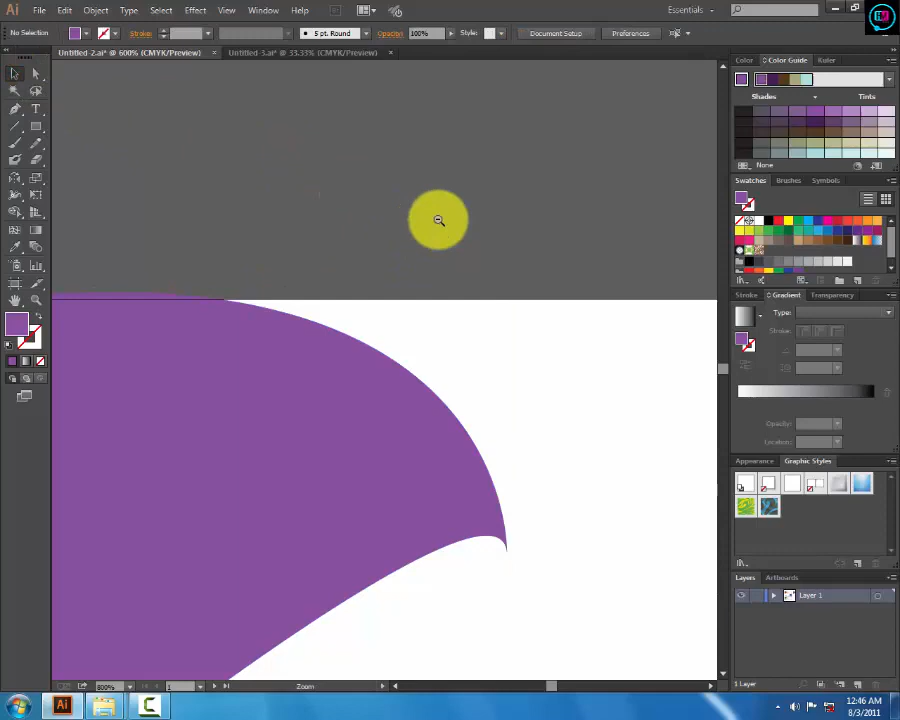 Ai File Edit Object Type Select Effect View Window Help Essentials
No Selection Stroke: 5 pt. Round Opacity: 100% Style: Document Setup Preferences
Untitled-2.ai* @ 600% (CMYK/Preview) × Untitled-3.ai* @ 33.33% (CMYK/Preview) ×
Color Color Guide Kuler
Shades Tints
None
Swatches Brushes Symbols
Stroke Gradient Transparency
Type:
Stroke:
Opacity:
Location:
Appearance Graphic Styles
Layers Artboards
Layer 1
1 Layer
800% 1 Zoom
Ai 12:46 AM
8/3/2011